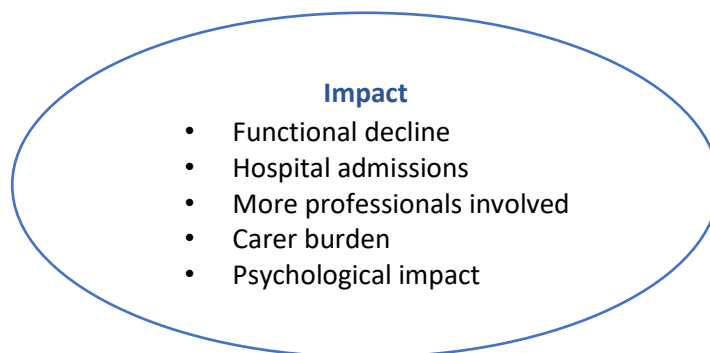 Impact
• Functional decline
• Hospital admissions
• More professionals involved
• Carer burden
• Psychological impact